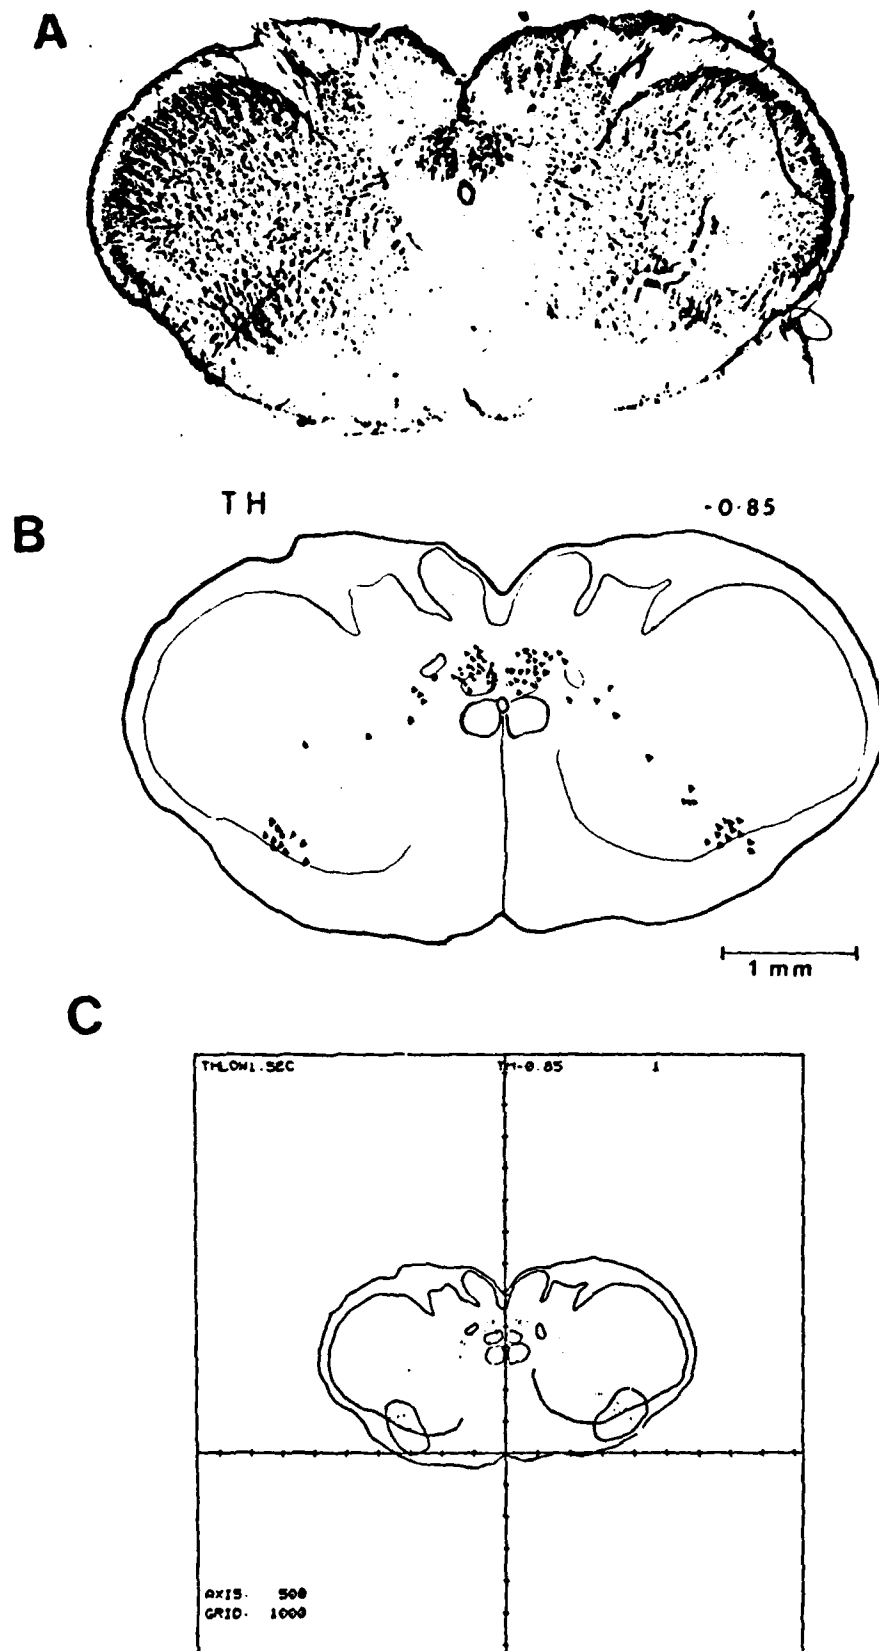 A
TH -0.85
B
1 mm
C
THLOW1.SEC TH-0.85 1
AXIS. 500
GRID. 1000